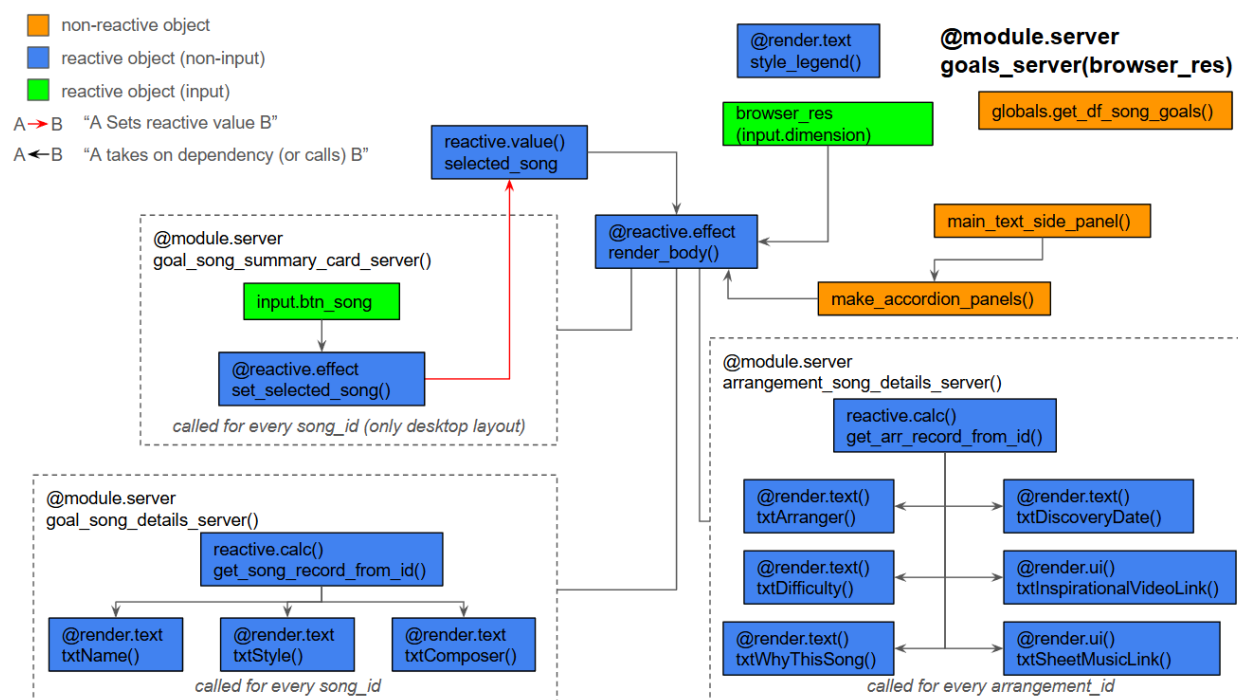 non-reactive object
reactive object (non-input)
reactive object (input)
A B "A Sets reactive value B"
A B "A takes on dependency (or calls) B"
@render.text
style_legend()
@module.server
goals_server(browser_res)
browser_res
(input.dimension)
globals.get_df_song_goals()
reactive.value()
selected_song
@reactive.effect
render_body()
main_text_side_panel()
make_accordion_panels()
@module.server
goal_song_summary_card_server()
input.btn_song
@reactive.effect
set_selected_song()
called for every song_id (only desktop layout)
@module.server
arrangement_song_details_server()
reactive.calc()
get_arr_record_from_id()
@render.text()
txtArranger()
@render.text()
txtDiscoveryDate()
@render.text()
txtDifficulty()
@render.ui()
txtInspirationalVideoLink()
@render.text()
txtWhyThisSong()
@render.ui()
txtSheetMusicLink()
called for every arrangement_id
@module.server
goal_song_details_server()
reactive.calc()
get_song_record_from_id()
@render.text
txtName()
@render.text
txtStyle()
@render.text
txtComposer()
called for every song_id